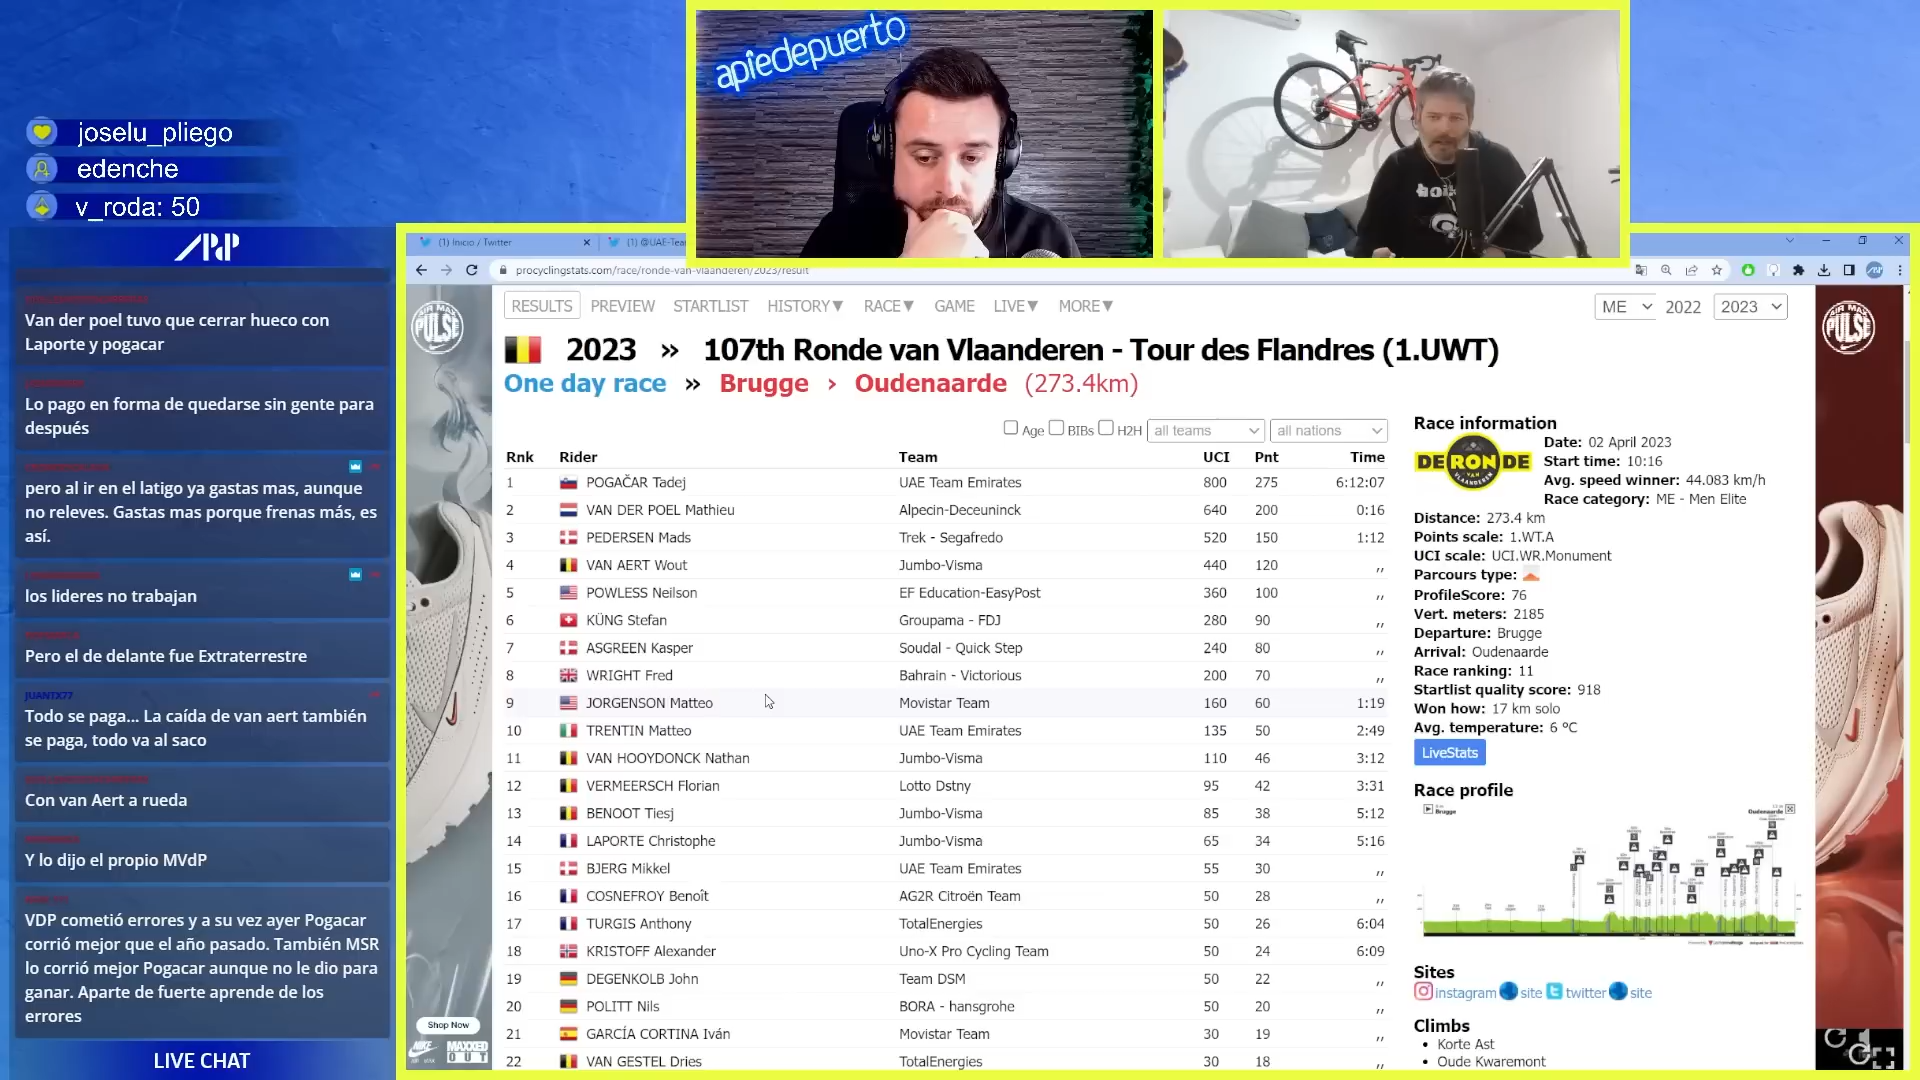 joselu_pliego
edenche
v_roda: 50
Van der poel tuvo que cerrar hueco con
Laporte y pogacar
Lo pago en forma de quedarse sin gente para
después
pero al ir en el latigo ya gastas mas, aunque
no releves. Gastas mas porque frenas más, es
así.
los lideres no trabajan
Pero el de delante fue Extraterrestre
JUANTX77
Todo se paga... La caída de van aert también
se paga, todo va al saco
Con van Aert a rueda
Y lo dijo el propio MVdP
VDP cometió errores y a su vez ayer Pogacar
corrió mejor que el año pasado. También MSR
lo corrió mejor Pogacar aunque no le dio para
ganar. Aparte de fuerte aprende de los
errores
LIVE CHAT
apiedepuerto
(1) Inicio / Twitter
(1) @UAE-Tea
procyclingstats.com/race/ronde-van-vlaanderen/2023/result
AIR MAX
PULSE
RESULTS PREVIEW STARTLIST HISTORY▼ RACE▼ GAME LIVE▼ MORE▼
ME 2022 2023
2023 » 107th Ronde van Vlaanderen - Tour des Flandres (1.UWT)
One day race » Brugge › Oudenaarde (273.4km)
Age BIBs H2H all teams all nations
Rnk Rider Team UCI Pnt Time
1 POGAČAR Tadej UAE Team Emirates 800 275 6:12:07
2 VAN DER POEL Mathieu Alpecin-Deceuninck 640 200 0:16
3 PEDERSEN Mads Trek - Segafredo 520 150 1:12
4 VAN AERT Wout Jumbo-Visma 440 120 ,,
5 POWLESS Neilson EF Education-EasyPost 360 100 ,,
6 KÜNG Stefan Groupama - FDJ 280 90 ,,
7 ASGREEN Kasper Soudal - Quick Step 240 80 ,,
8 WRIGHT Fred Bahrain - Victorious 200 70 ,,
9 JORGENSON Matteo Movistar Team 160 60 1:19
10 TRENTIN Matteo UAE Team Emirates 135 50 2:49
11 VAN HOOYDONCK Nathan Jumbo-Visma 110 46 3:12
12 VERMEERSCH Florian Lotto Dstny 95 42 3:31
13 BENOOT Tiesj Jumbo-Visma 85 38 5:12
14 LAPORTE Christophe Jumbo-Visma 65 34 5:16
15 BJERG Mikkel UAE Team Emirates 55 30 ,,
16 COSNEFROY Benoît AG2R Citroën Team 50 28 ,,
17 TURGIS Anthony TotalEnergies 50 26 6:04
18 KRISTOFF Alexander Uno-X Pro Cycling Team 50 24 6:09
19 DEGENKOLB John Team DSM 50 22 ,,
20 POLITT Nils BORA - hansgrohe 50 20 ,,
21 GARCÍA CORTINA Iván Movistar Team 30 19 ,,
22 VAN GESTEL Dries TotalEnergies 30 18 ,,
Race information
DE RONDE
VAN
VLAANDEREN
Date: 02 April 2023
Start time: 10:16
Avg. speed winner: 44.083 km/h
Race category: ME - Men Elite
Distance: 273.4 km
Points scale: 1.WT.A
UCI scale: UCI.WR.Monument
Parcours type:
ProfileScore: 76
Vert. meters: 2185
Departure: Brugge
Arrival: Oudenaarde
Race ranking: 11
Startlist quality score: 918
Won how: 17 km solo
Avg. temperature: 6 °C
LiveStats
Race profile
Brugge
Oudenaarde
Sites
instagram site twitter site
Climbs
• Korte Ast
• Oude Kwaremont
Shop Now
NIKE
MAXXED
OUT
AIR MAX
PULSE